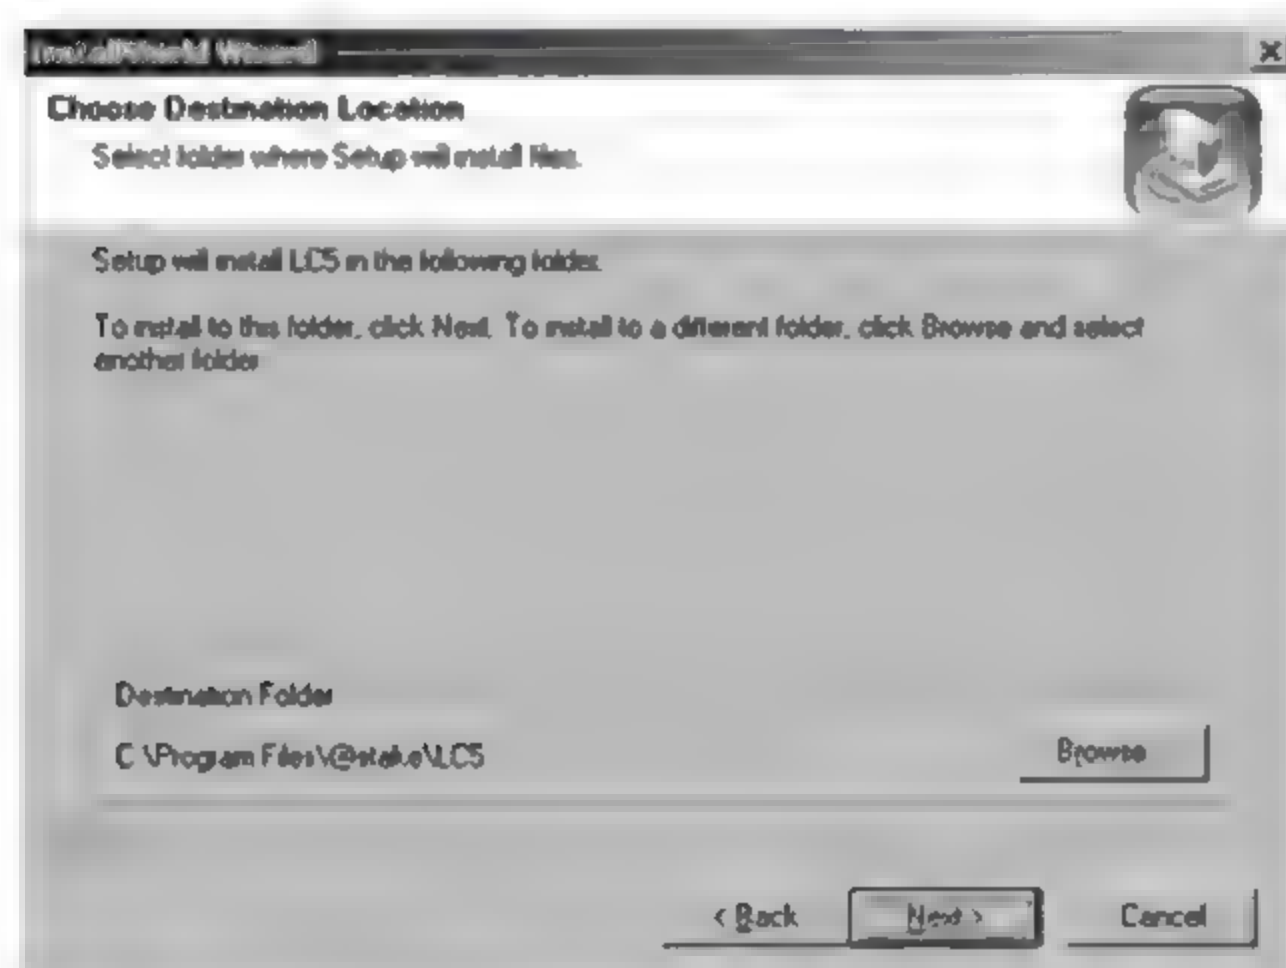 InstallShield Wizard
Choose Destination Location
Select folder where Setup will install files.
Setup will install LC5 in the following folder.
To install to this folder, click Next. To install to a different folder, click Browse and select
another folder
Destination Folder
C:\Program Files\@stake\LC5
Browse
< Back
Next >
Cancel